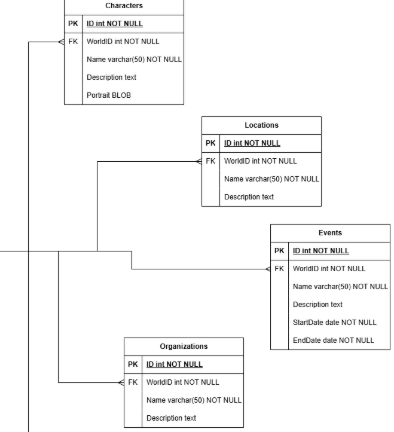 Characters
PK ID int NOT NULL
FK WorldID int NOT NULL
Name varchar(50) NOT NULL
Description text
Portrait BLOB
Locations
PK ID int NOT NULL
FK WorldID int NOT NULL
Name varchar(50) NOT NULL
Description text
Events
PK ID int NOT NULL
FK WorldID int NOT NULL
Name varchar(50) NOT NULL
Description text
StartDate date NOT NULL
EndDate date NOT NULL
Organizations
PK ID int NOT NULL
FK WorldID int NOT NULL
Name varchar(50) NOT NULL
Description text